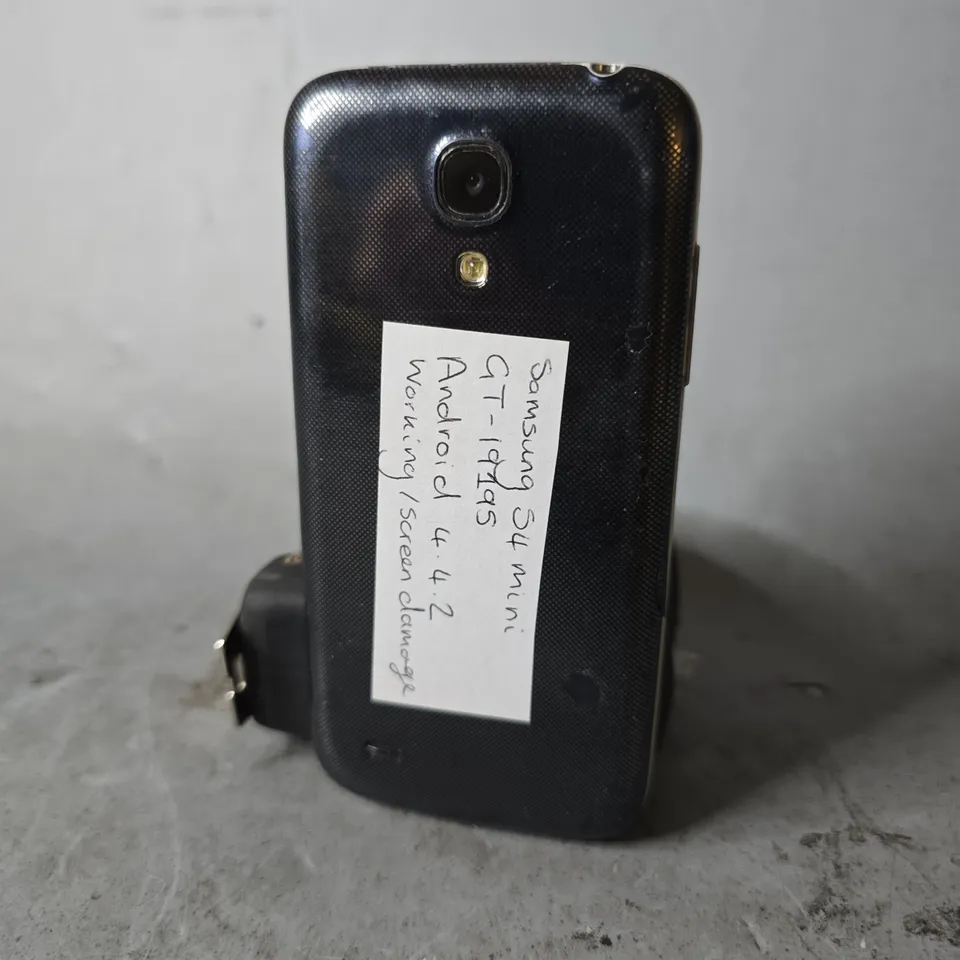 Samsung S4 mini
GT-I9195
Android 4.4.2
Working/screen damage